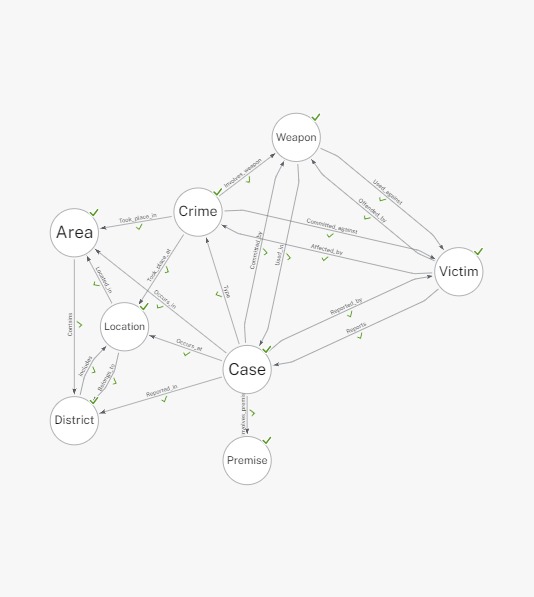 Weapon
Involves_weapon
Used_against
Crime
Offended_by
Took_place_in
Committed_against
Area
Committed_by
Used_in
Affected_by
Took_place_at
Victim
Located_in
Type
Occurs_in
Reported_by
Contains
Location
Reports
Occurs_at
Includes
Belongs_to
Case
Reported_in
District
Premise